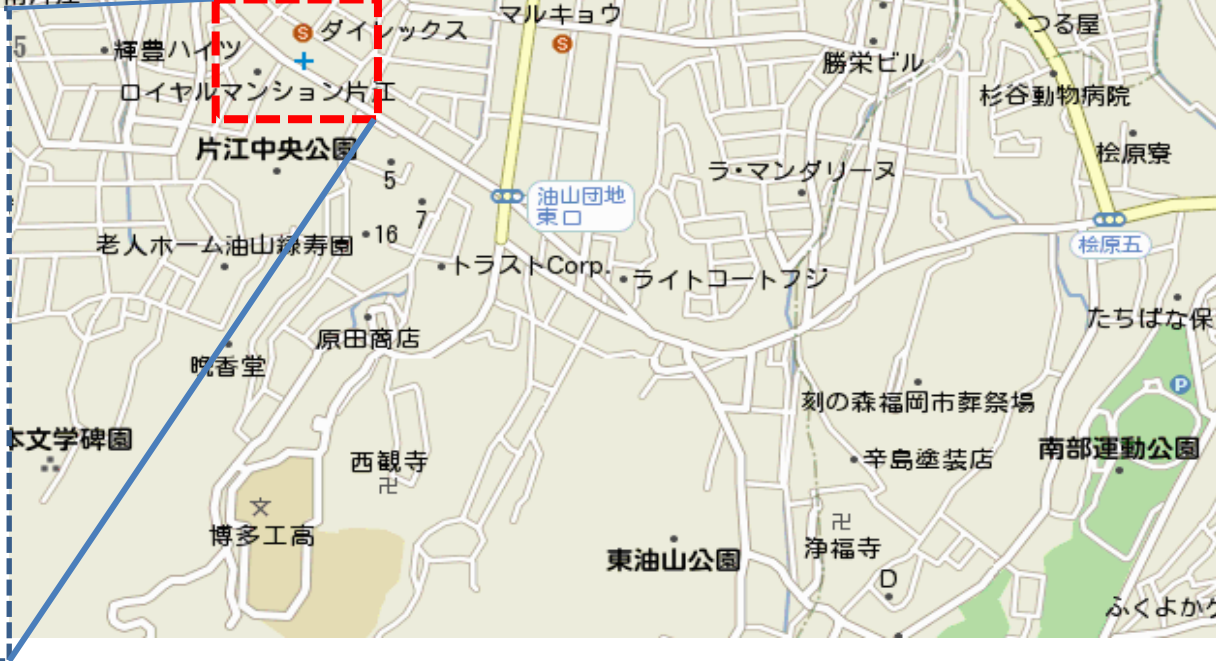 マルキョウ
S
ダイレックス
S
つる屋
5
輝豊ハイツ
勝栄ビル
ロイヤルマンション片江
杉谷動物病院
片江中央公園
桧原寮
5
ラ・マンダリーヌ
油山団地
東口
7
16
老人ホーム油山緑寿園
桧原五
トラストCorp.
ライトコートフジ
たちばな保
原田商店
晩香堂
P
刻の森福岡市葬祭場
文学碑園
南部運動公園
西観寺
辛島塗装店
卍
文
博多工高
卍
浄福寺
東油山公園
D
ふくよか